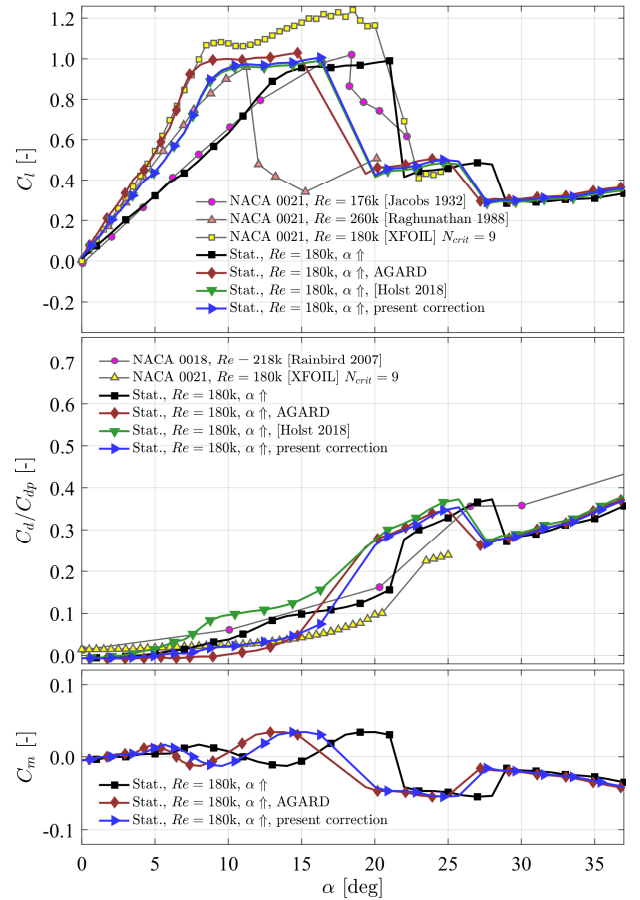 1.2
1.0
0.8
0.6
0.4
0.2
0.0
-0.2
C_l [-]
NACA 0021, Re = 176k [Jacobs 1932]
NACA 0021, Re = 260k [Raghunathan 1988]
NACA 0021, Re = 180k [XFOIL] N_crit = 9
Stat., Re = 180k, α ⇑
Stat., Re = 180k, α ⇑, AGARD
Stat., Re = 180k, α ⇑, [Holst 2018]
Stat., Re = 180k, α ⇑, present correction
0.7
0.6
0.5
0.4
0.3
0.2
0.1
0.0
C_d/C_dp [-]
NACA 0018, Re − 218k [Rainbird 2007]
NACA 0021, Re = 180k [XFOIL] N_crit = 9
Stat., Re = 180k, α ⇑
Stat., Re = 180k, α ⇑, AGARD
Stat., Re = 180k, α ⇑, [Holst 2018]
Stat., Re = 180k, α ⇑, present correction
0.1
0.0
-0.1
C_m [-]
Stat., Re = 180k, α ⇑
Stat., Re = 180k, α ⇑, AGARD
Stat., Re = 180k, α ⇑, present correction
0 5 10 15 20 25 30 35
α [deg]